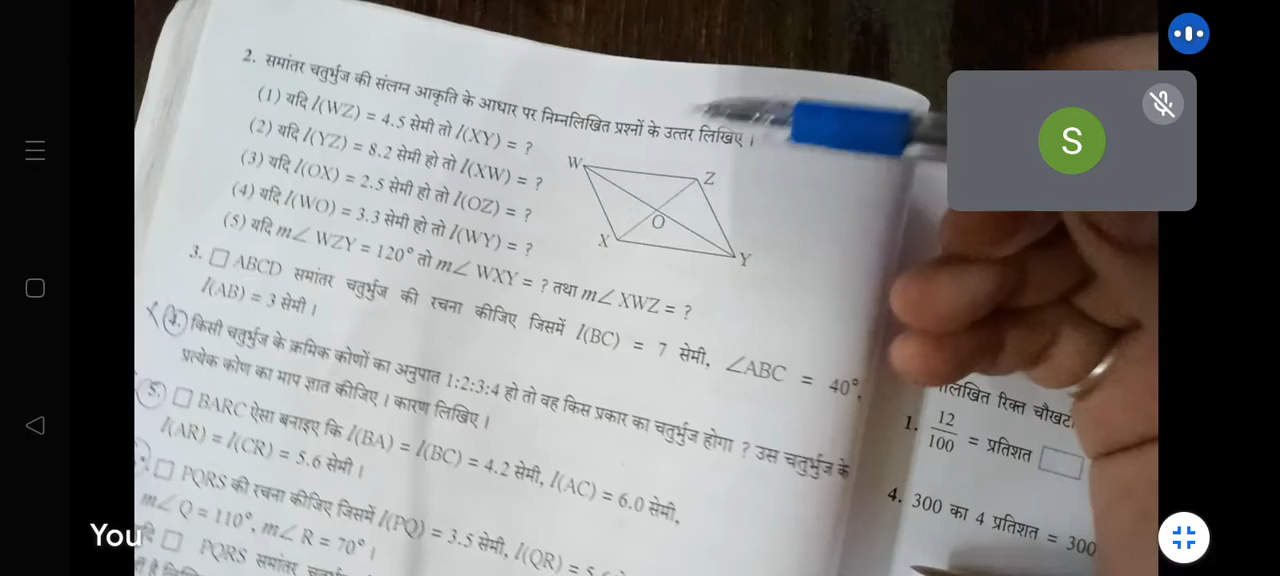 2. समांतर चतुर्भुज की संलग्न आकृति के आधार पर निम्नलिखित प्रश्नों के उत्तर लिखिए ।
(1) यदि l(WZ) = 4.5 सेमी तो l(XY) = ?
(2) यदि l(YZ) = 8.2 सेमी हो तो l(XW) = ?
(3) यदि l(OX) = 2.5 सेमी हो तो l(OZ) = ?
(4) यदि l(WO) = 3.3 सेमी हो तो l(WY) = ?
(5) यदि m∠ WZY = 120° तो m∠ WXY = ? तथा m∠ XWZ = ?
W
Z
O
X
Y
3. □ ABCD समांतर चतुर्भुज की रचना कीजिए जिसमें l(BC) = 7 सेमी, ∠ABC = 40°,
l(AB) = 3 सेमी ।
4. किसी चतुर्भुज के क्रमिक कोणों का अनुपात 1:2:3:4 हो तो वह किस प्रकार का चतुर्भुज होगा ? उस चतुर्भुज के
प्रत्येक कोण का माप ज्ञात कीजिए । कारण लिखिए ।
5. □ BARC ऐसा बनाइए कि l(BA) = l(BC) = 4.2 सेमी, l(AC) = 6.0 सेमी,
l(AR) = l(CR) = 5.6 सेमी ।
□ PQRS की रचना कीजिए जिसमें l(PQ) = 3.5 सेमी, l(QR) =
m∠ Q = 110°, m∠ R = 70° ।
□ PQRS समांतर
रिक्त चौखट
1. 12/100 = प्रतिशत □
4. 300 का 4 प्रतिशत = 300
S
You